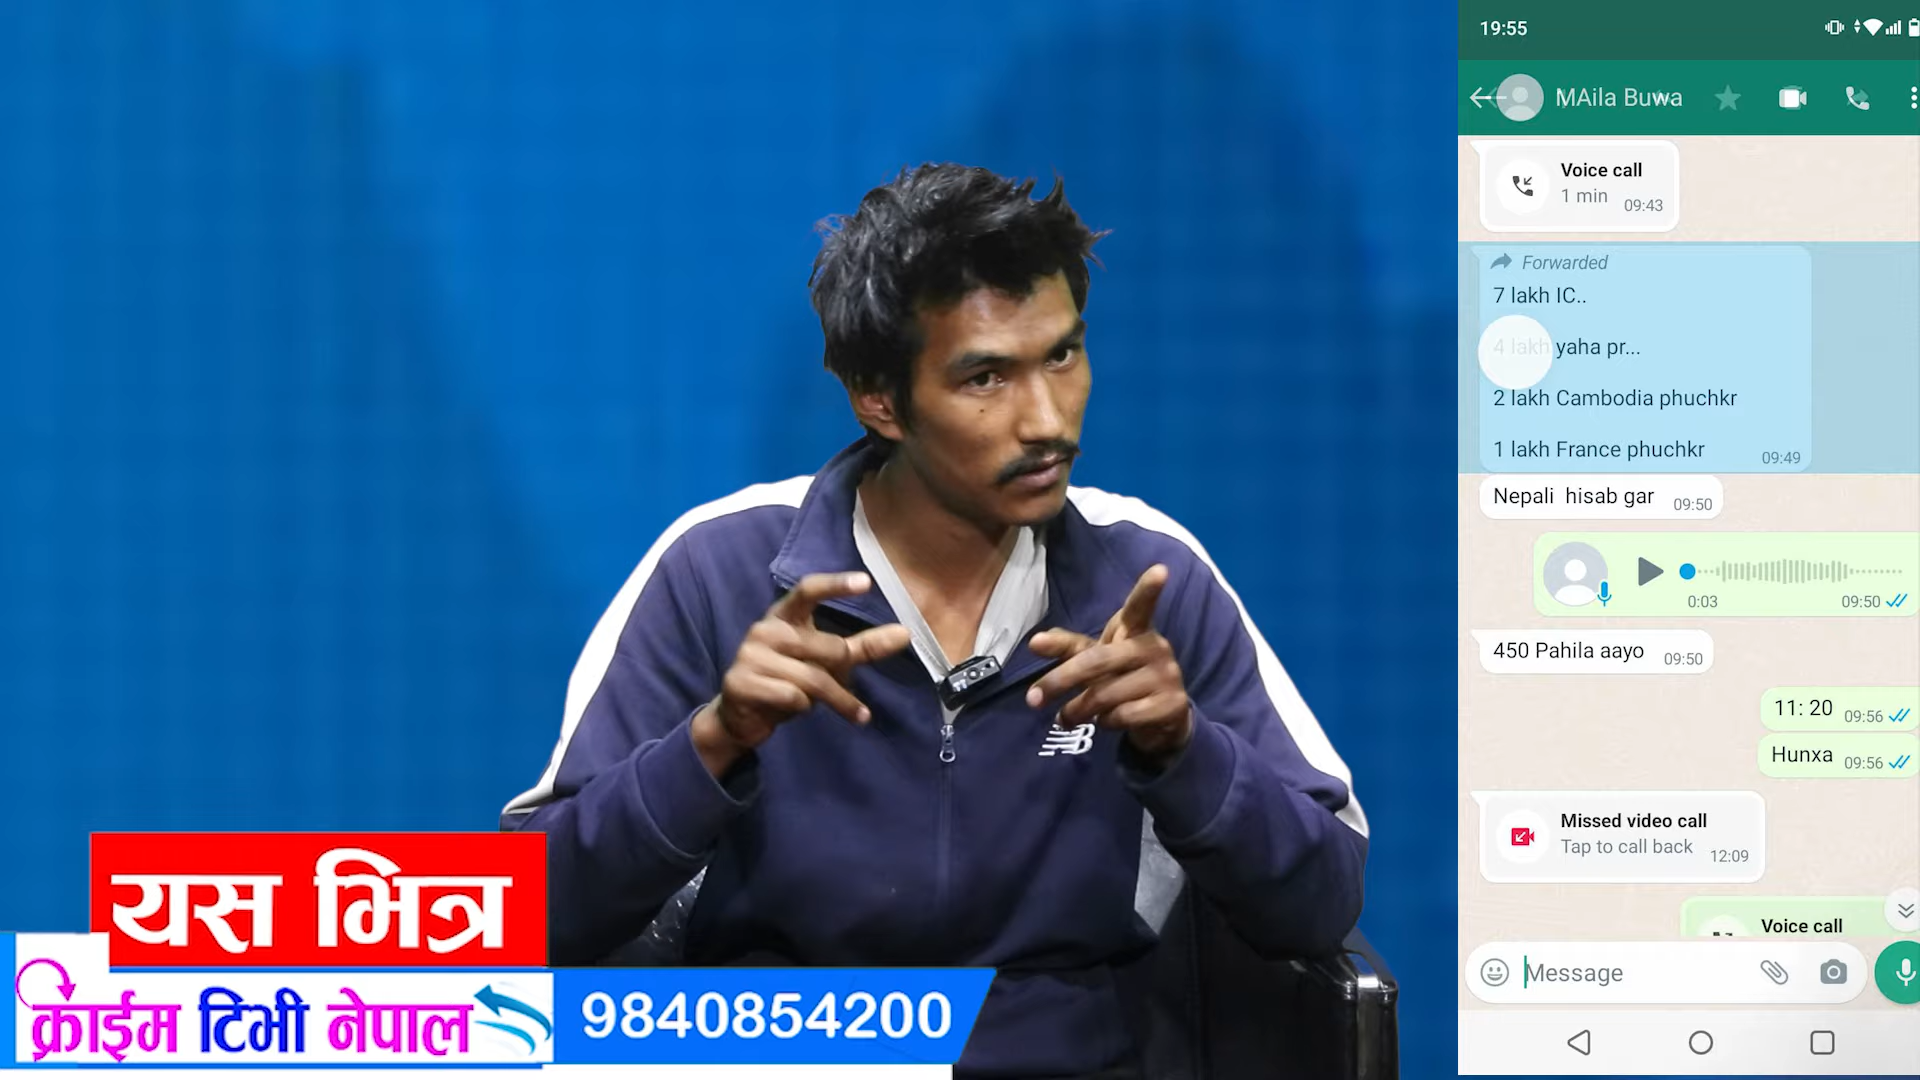 19:55
MAila Buwa
Voice call
1 min 09:43
Forwarded
7 lakh IC..
4 lakh yaha pr...
2 lakh Cambodia phuchkr
1 lakh France phuchkr
09:49
Nepali hisab gar 09:50
0:03 09:50
450 Pahila aayo 09:50
11: 20 09:56
Hunxa 09:56
Missed video call
Tap to call back 12:09
Voice call
Message
यस भित्र
क्राईम टिभी नेपाल
9840854200